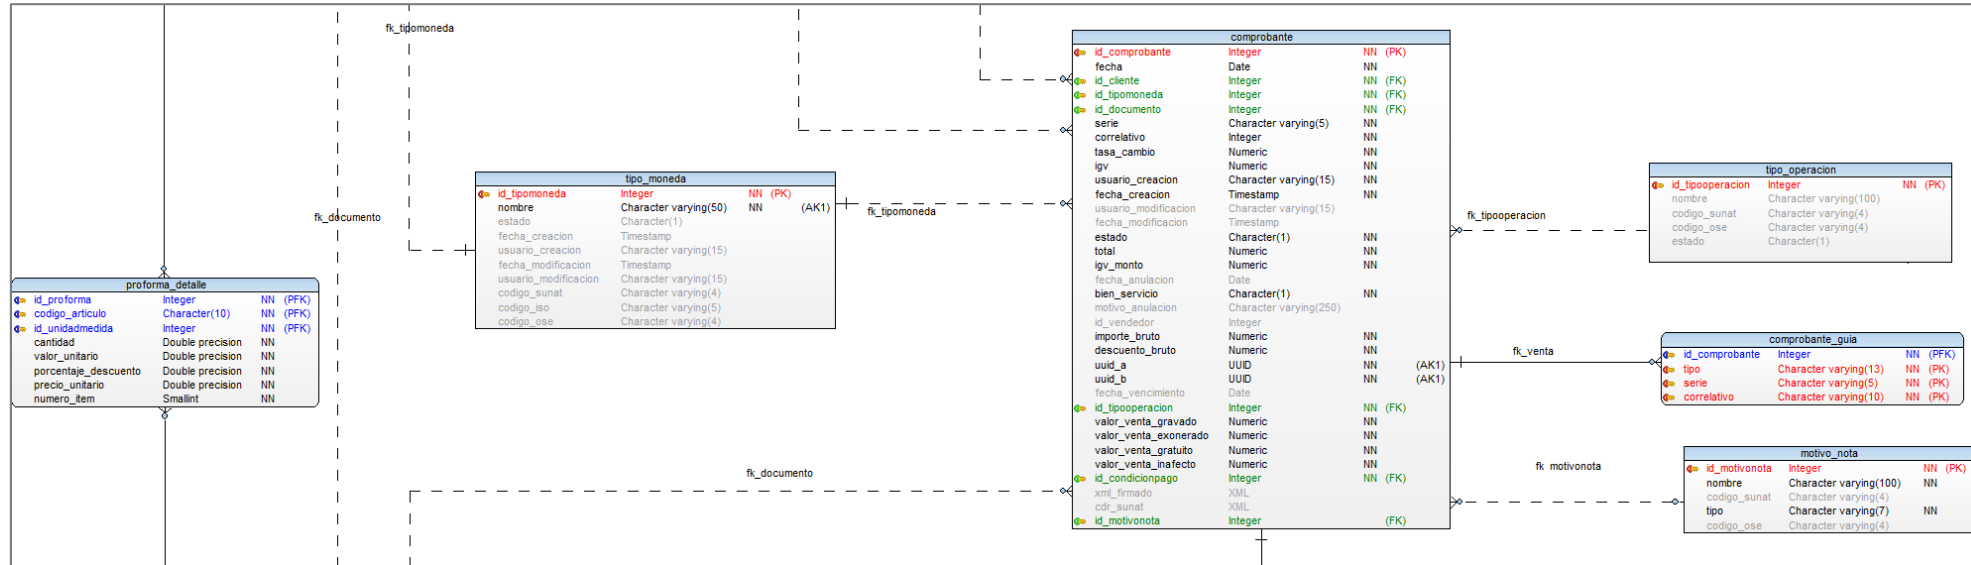 fk_tipomoneda
fk_documento
proforma_detalle
id_proforma Integer NN (PFK)
codigo_articulo Character(10) NN (PFK)
id_unidadmedida Integer NN (PFK)
cantidad Double precision NN
valor_unitario Double precision NN
porcentaje_descuento Double precision NN
precio_unitario Double precision NN
numero_item Smallint NN
tipo_moneda
id_tipomoneda Integer NN (PK)
nombre Character varying(50) NN (AK1)
estado Character(1)
fecha_creacion Timestamp
usuario_creacion Character varying(15)
fecha_modificacion Timestamp
usuario_modificacion Character varying(15)
codigo_sunat Character varying(4)
codigo_iso Character varying(5)
codigo_ose Character varying(4)
fk_tipomoneda
fk_documento
comprobante
id_comprobante Integer NN (PK)
fecha Date NN
id_cliente Integer NN (FK)
id_tipomoneda Integer NN (FK)
id_documento Integer NN (FK)
serie Character varying(5) NN
correlativo Integer NN
tasa_cambio Numeric NN
igv Numeric NN
usuario_creacion Character varying(15) NN
fecha_creacion Timestamp NN
usuario_modificacion Character varying(15)
fecha_modificacion Timestamp
estado Character(1) NN
total Numeric NN
igv_monto Numeric NN
fecha_anulacion Date
bien_servicio Character(1) NN
motivo_anulacion Character varying(250)
id_vendedor Integer
importe_bruto Numeric NN
descuento_bruto Numeric NN
uuid_a UUID NN (AK1)
uuid_b UUID NN (AK1)
fecha_vencimiento Date
id_tipooperacion Integer NN (FK)
valor_venta_gravado Numeric NN
valor_venta_exonerado Numeric NN
valor_venta_gratuito Numeric NN
valor_venta_inafecto Numeric NN
id_condicionpago Integer NN (FK)
xml_firmado XML
cdr_sunat XML
id_motivonota Integer (FK)
fk_tipooperacion
tipo_operacion
id_tipooperacion Integer NN (PK)
nombre Character varying(100)
codigo_sunat Character varying(4)
codigo_ose Character varying(4)
estado Character(1)
fk_venta
comprobante_guia
id_comprobante Integer NN (PFK)
tipo Character varying(13) NN (PK)
serie Character varying(5) NN (PK)
correlativo Character varying(10) NN (PK)
fk motivonota
motivo_nota
id_motivonota Integer NN (PK)
nombre Character varying(100) NN
codigo_sunat Character varying(4)
tipo Character varying(7) NN
codigo_ose Character varying(4)